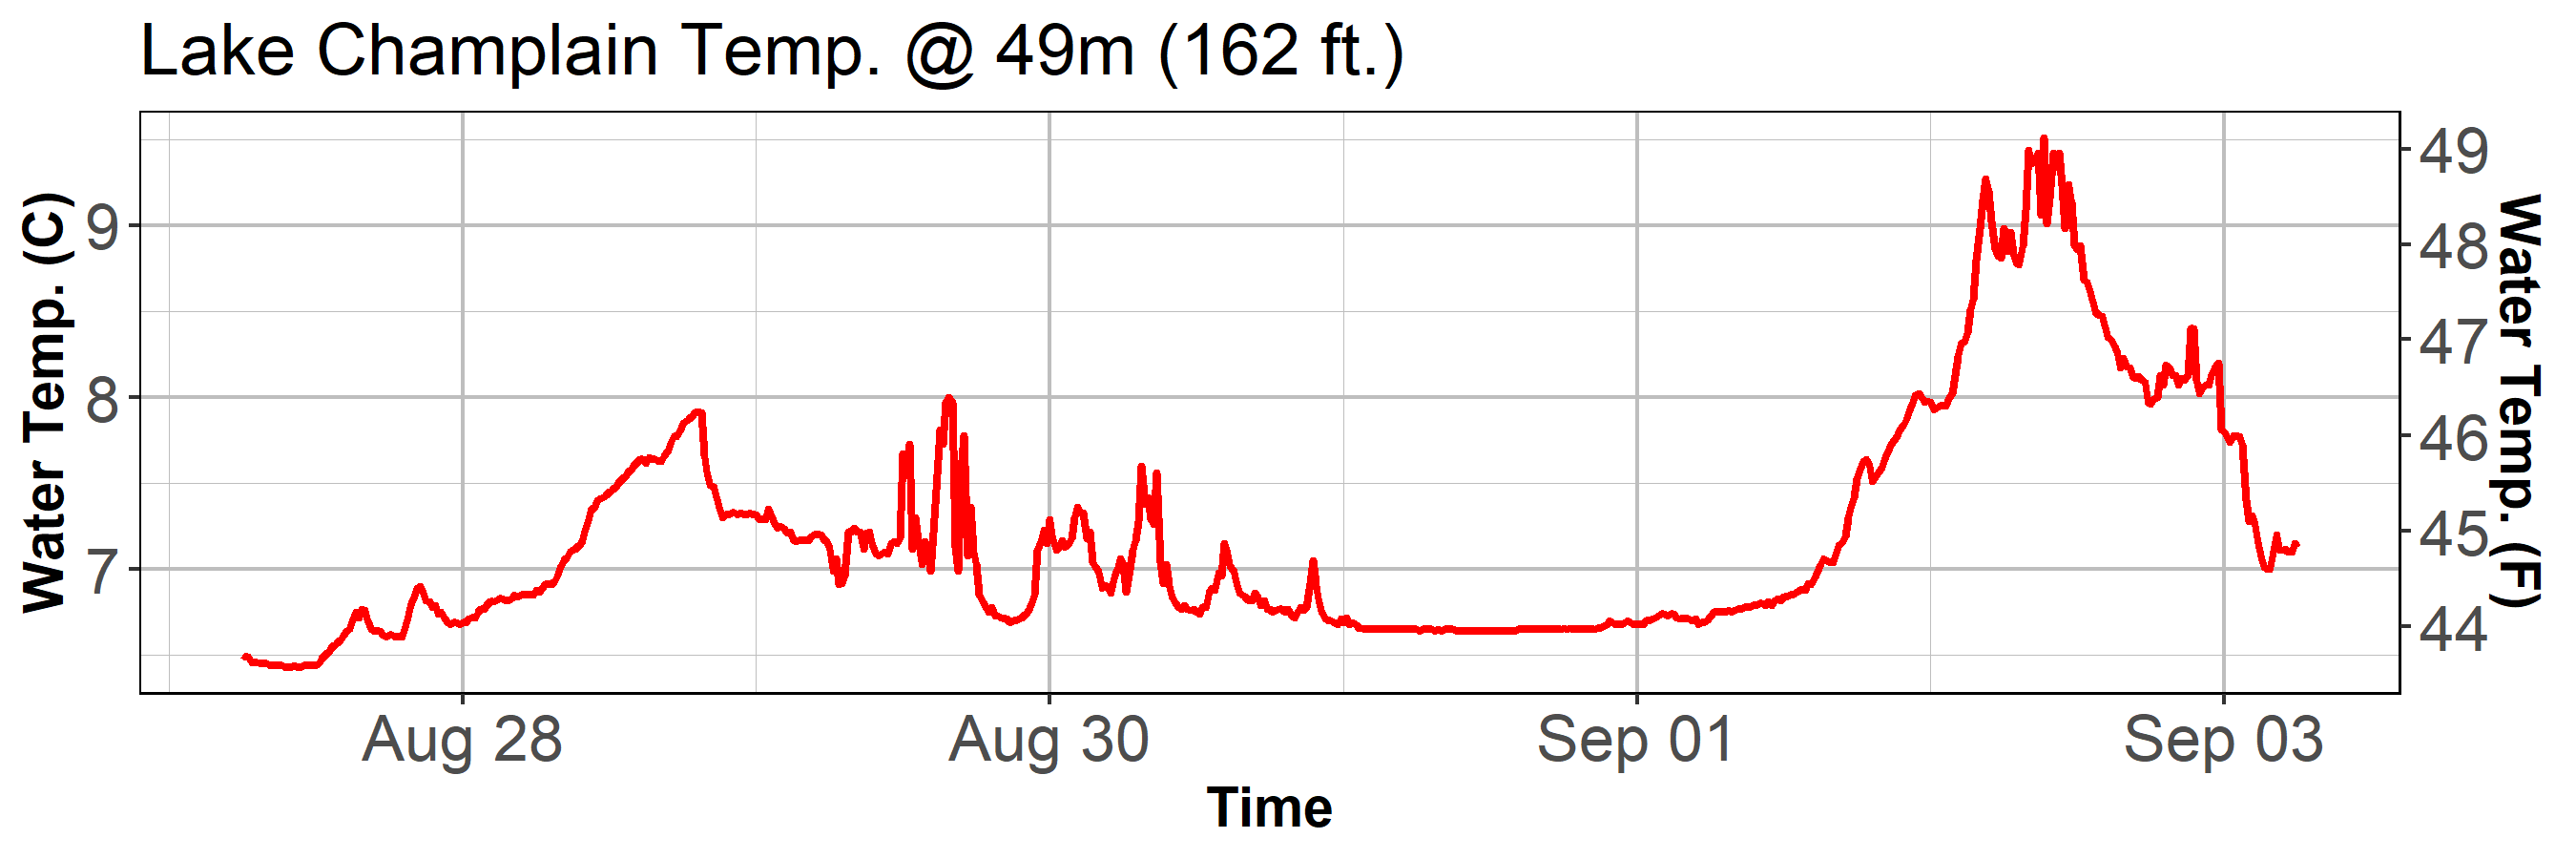 Lake Champlain Temp. @ 49m (162 ft.)
Water Temp. (C)
9
8
7
49
48
47
46
45
44
Water Temp. (F)
Aug 28 Aug 30 Sep 01 Sep 03
Time